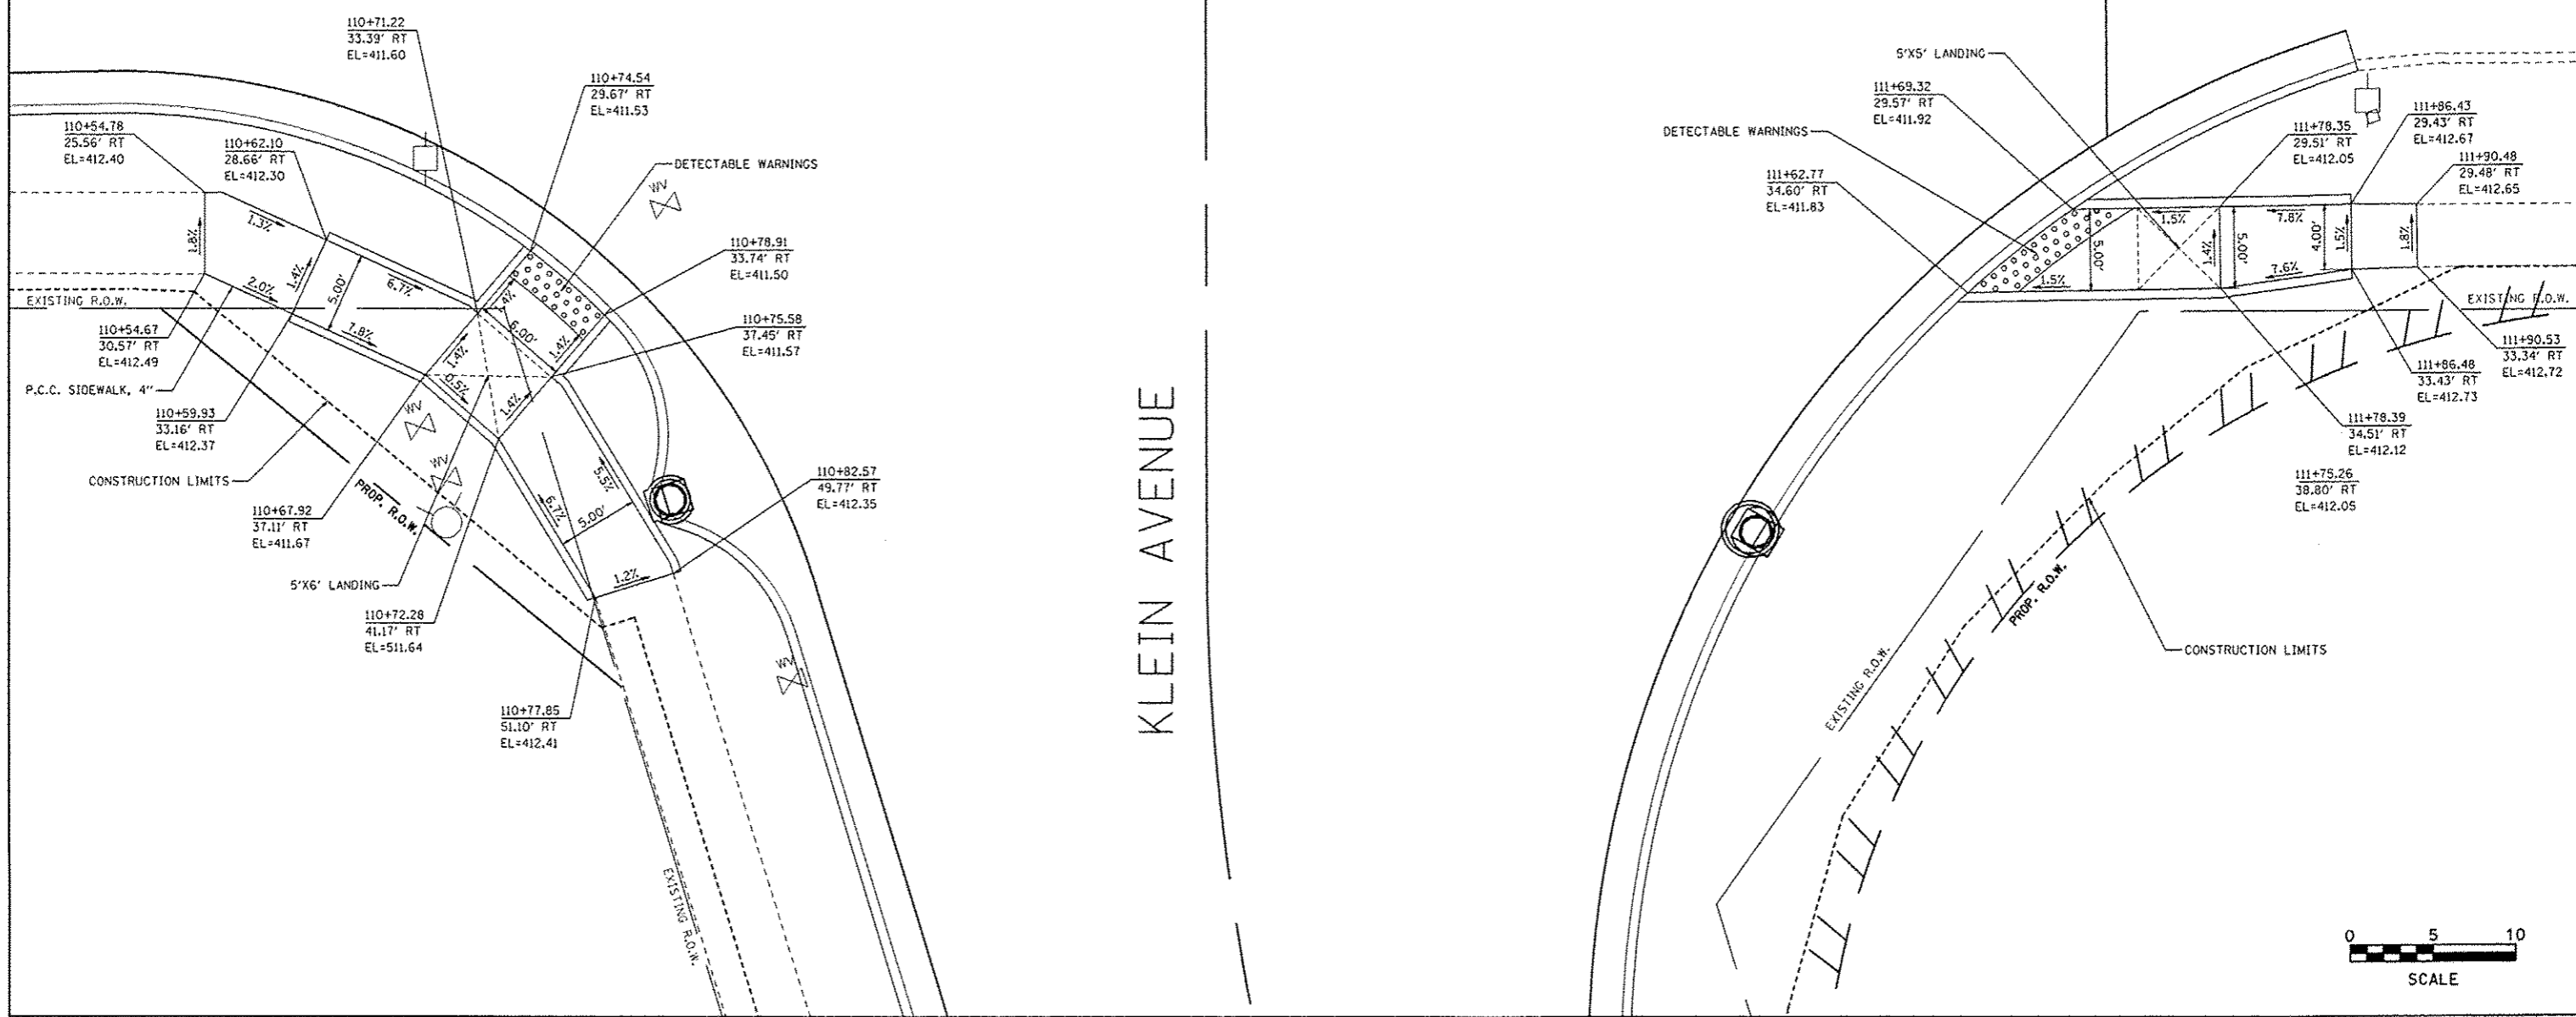 110+71.22
33.39' RT
EL=411.60
110+74.54
29.67' RT
EL=411.53
110+54.78
25.56' RT
EL=412.40
110+62.10
28.66' RT
EL=412.30
DETECTABLE WARNINGS
WV
110+78.91
33.74' RT
EL=411.50
1.3%
1.8%
1.4%
5.00'
6.7%
2.0%
7.8%
1.4%
6.00'
1.4%
1.4%
0.5%
1.4%
EXISTING R.O.W.
110+54.67
30.57' RT
EL=412.49
110+75.58
37.45' RT
EL=411.57
P.C.C. SIDEWALK, 4"
110+59.93
33.16' RT
EL=412.37
WV
WV
CONSTRUCTION LIMITS
PROP. R.O.W.
5.5%
6.7%
5.00'
1.2%
110+82.57
49.77' RT
EL=412.35
110+67.92
37.11' RT
EL=411.67
5'X6' LANDING
110+72.28
41.17' RT
EL=511.64
WV
110+77.85
51.10' RT
EL=412.41
EXISTING R.O.W.
KLEIN AVENUE
5'X5' LANDING
111+69.32
29.57' RT
EL=411.92
DETECTABLE WARNINGS
111+62.77
34.60' RT
EL=411.83
111+78.35
29.51' RT
EL=412.05
111+86.43
29.43' RT
EL=412.67
111+90.48
29.48' RT
EL=412.65
1.5%
7.8%
5.00'
1.4%
5.00'
4.00'
1.5%
1.8%
1.5%
7.6%
EXISTING R.O.W.
111+90.53
33.34' RT
EL=412.72
111+86.48
33.43' RT
EL=412.73
111+78.39
34.51' RT
EL=412.12
111+75.26
38.80' RT
EL=412.05
PROP. R.O.W.
EXISTING R.O.W.
CONSTRUCTION LIMITS
0 5 10
SCALE